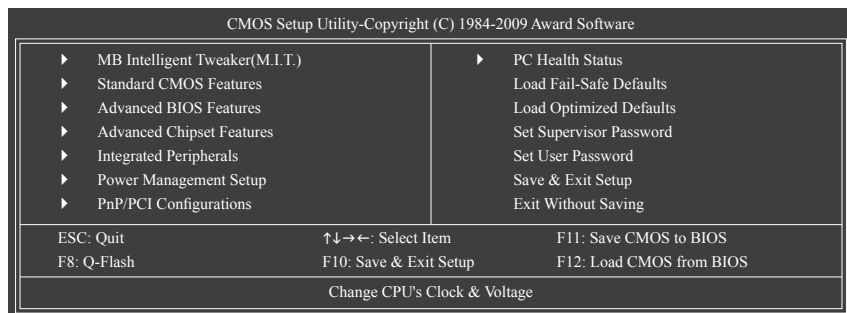 CMOS Setup Utility-Copyright (C) 1984-2009 Award Software
MB Intelligent Tweaker(M.I.T.)
Standard CMOS Features
Advanced BIOS Features
Advanced Chipset Features
Integrated Peripherals
Power Management Setup
PnP/PCI Configurations
PC Health Status
Load Fail-Safe Defaults
Load Optimized Defaults
Set Supervisor Password
Set User Password
Save & Exit Setup
Exit Without Saving
ESC: Quit ↑↓→←: Select Item F11: Save CMOS to BIOS
F8: Q-Flash F10: Save & Exit Setup F12: Load CMOS from BIOS
Change CPU's Clock & Voltage